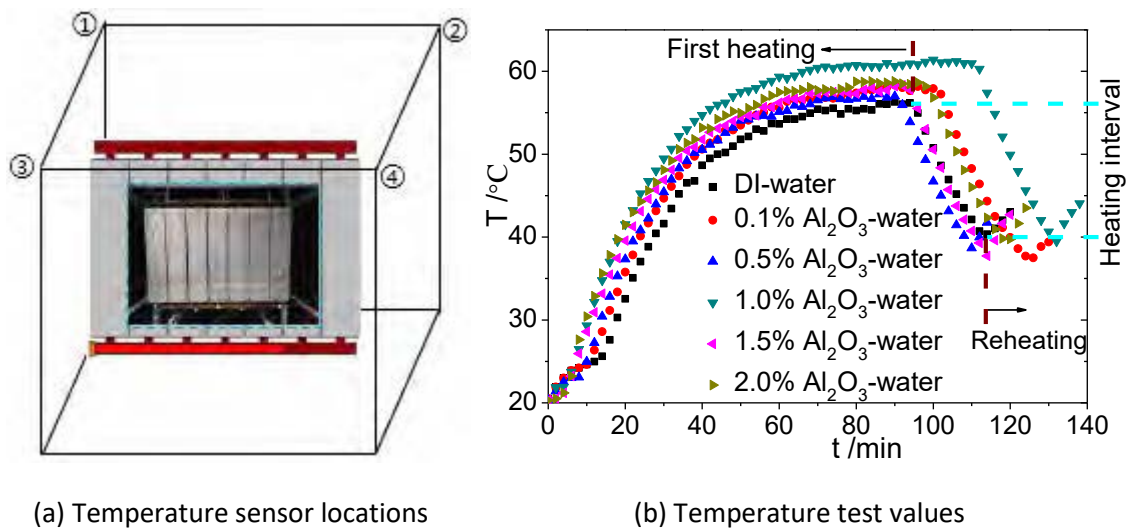 ①
②
③
④
First heating
60
50
40
30
20
T /°C
DI-water
0.1% Al₂O₃-water
0.5% Al₂O₃-water
1.0% Al₂O₃-water
1.5% Al₂O₃-water
2.0% Al₂O₃-water
Heating interval
Reheating
0 20 40 60 80 100 120 140
t /min
(a) Temperature sensor locations
(b) Temperature test values